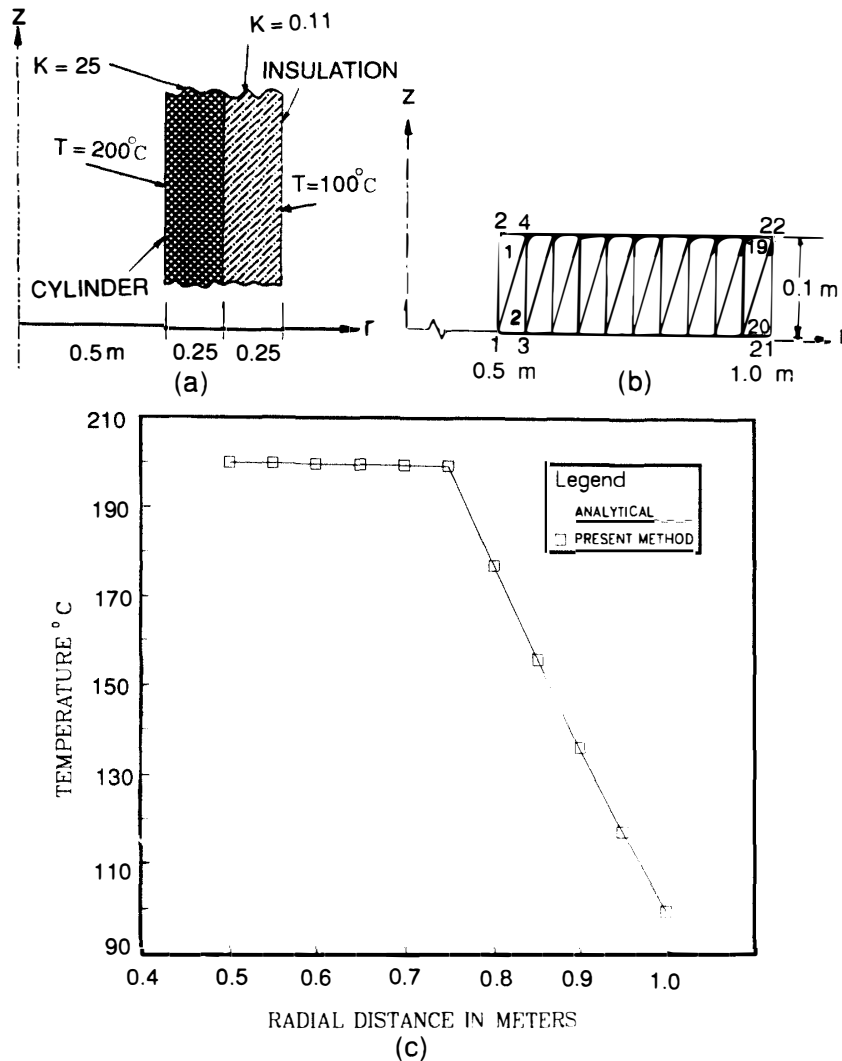 z
K = 0.11
K = 25
INSULATION
T = 200°C
T=100°C
CYLINDER
r
0.5 m
0.25
0.25
(a)
Z
2
4
22
1
19
0.1 m
2
20
1
3
21
0.5 m
1.0 m
(b)
210
190
170
150
130
110
90
TEMPERATURE °C
Legend
ANALYTICAL
PRESENT METHOD
0.4
0.5
0.6
0.7
0.8
0.9
1.0
RADIAL DISTANCE IN METERS
(c)